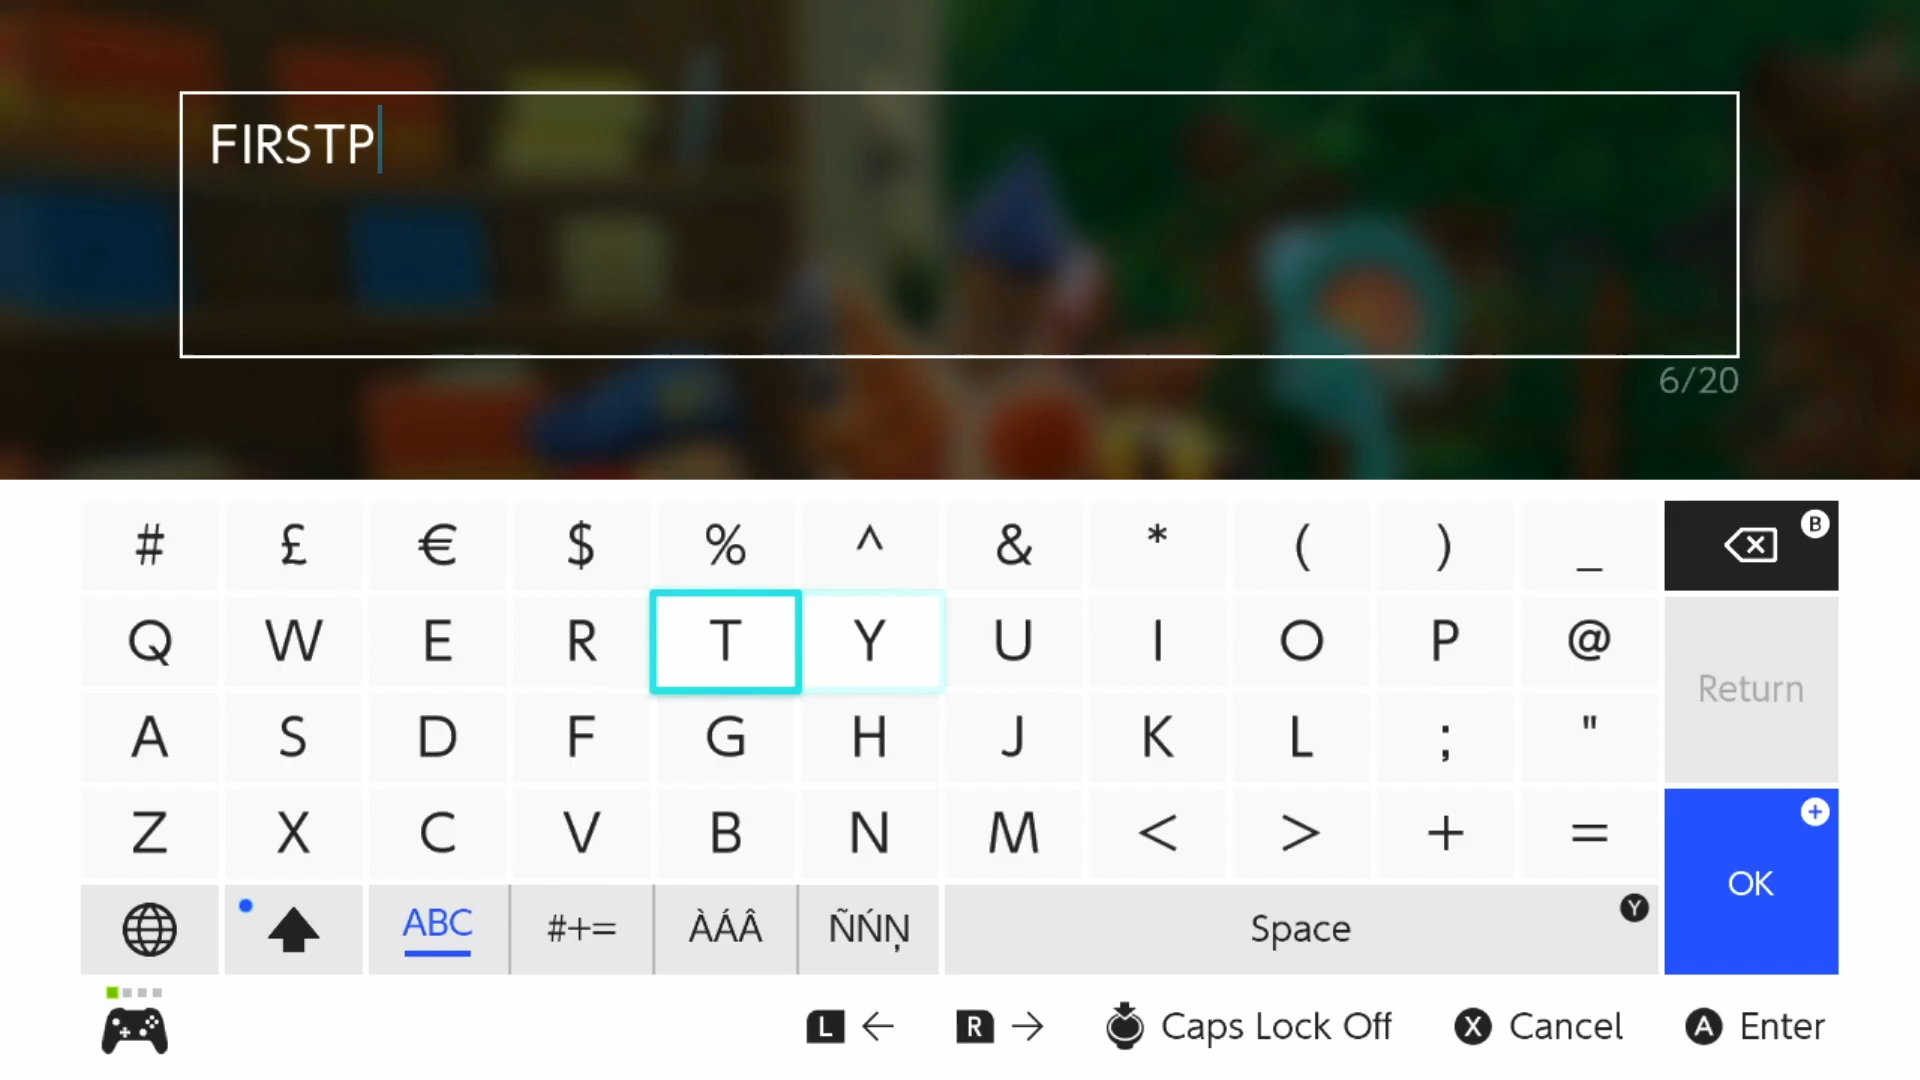 FIRSTP
6/20
# £ € $ % ^ & * ( ) _ B
Q W E R T Y U I O P @ Return
A S D F G H J K L ; "
Z X C V B N M < > + = + OK
ABC #+= ÀÁÂ ÑŃŅ Space Y
L ← R → Caps Lock Off X Cancel A Enter